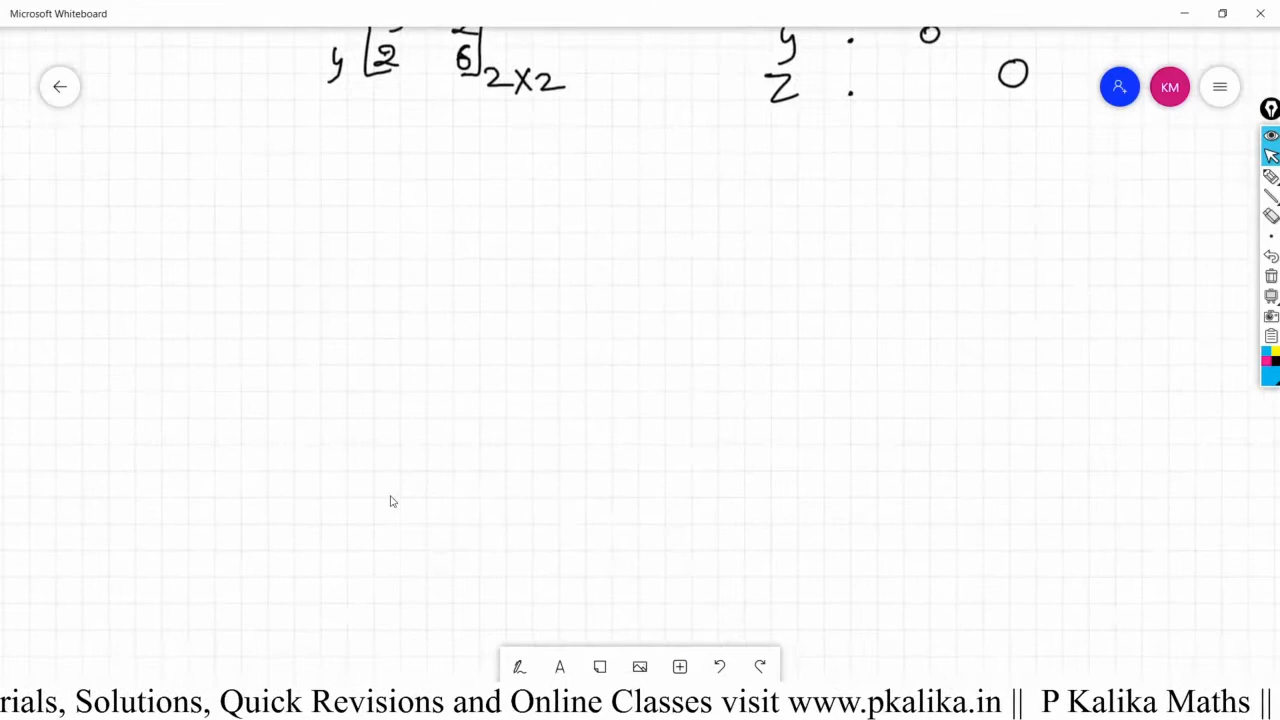 Microsoft Whiteboard
y [2 6] 2x2
y . 0
z . 0
KM
rials, Solutions, Quick Revisions and Online Classes visit www.pkalika.in || P Kalika Maths ||